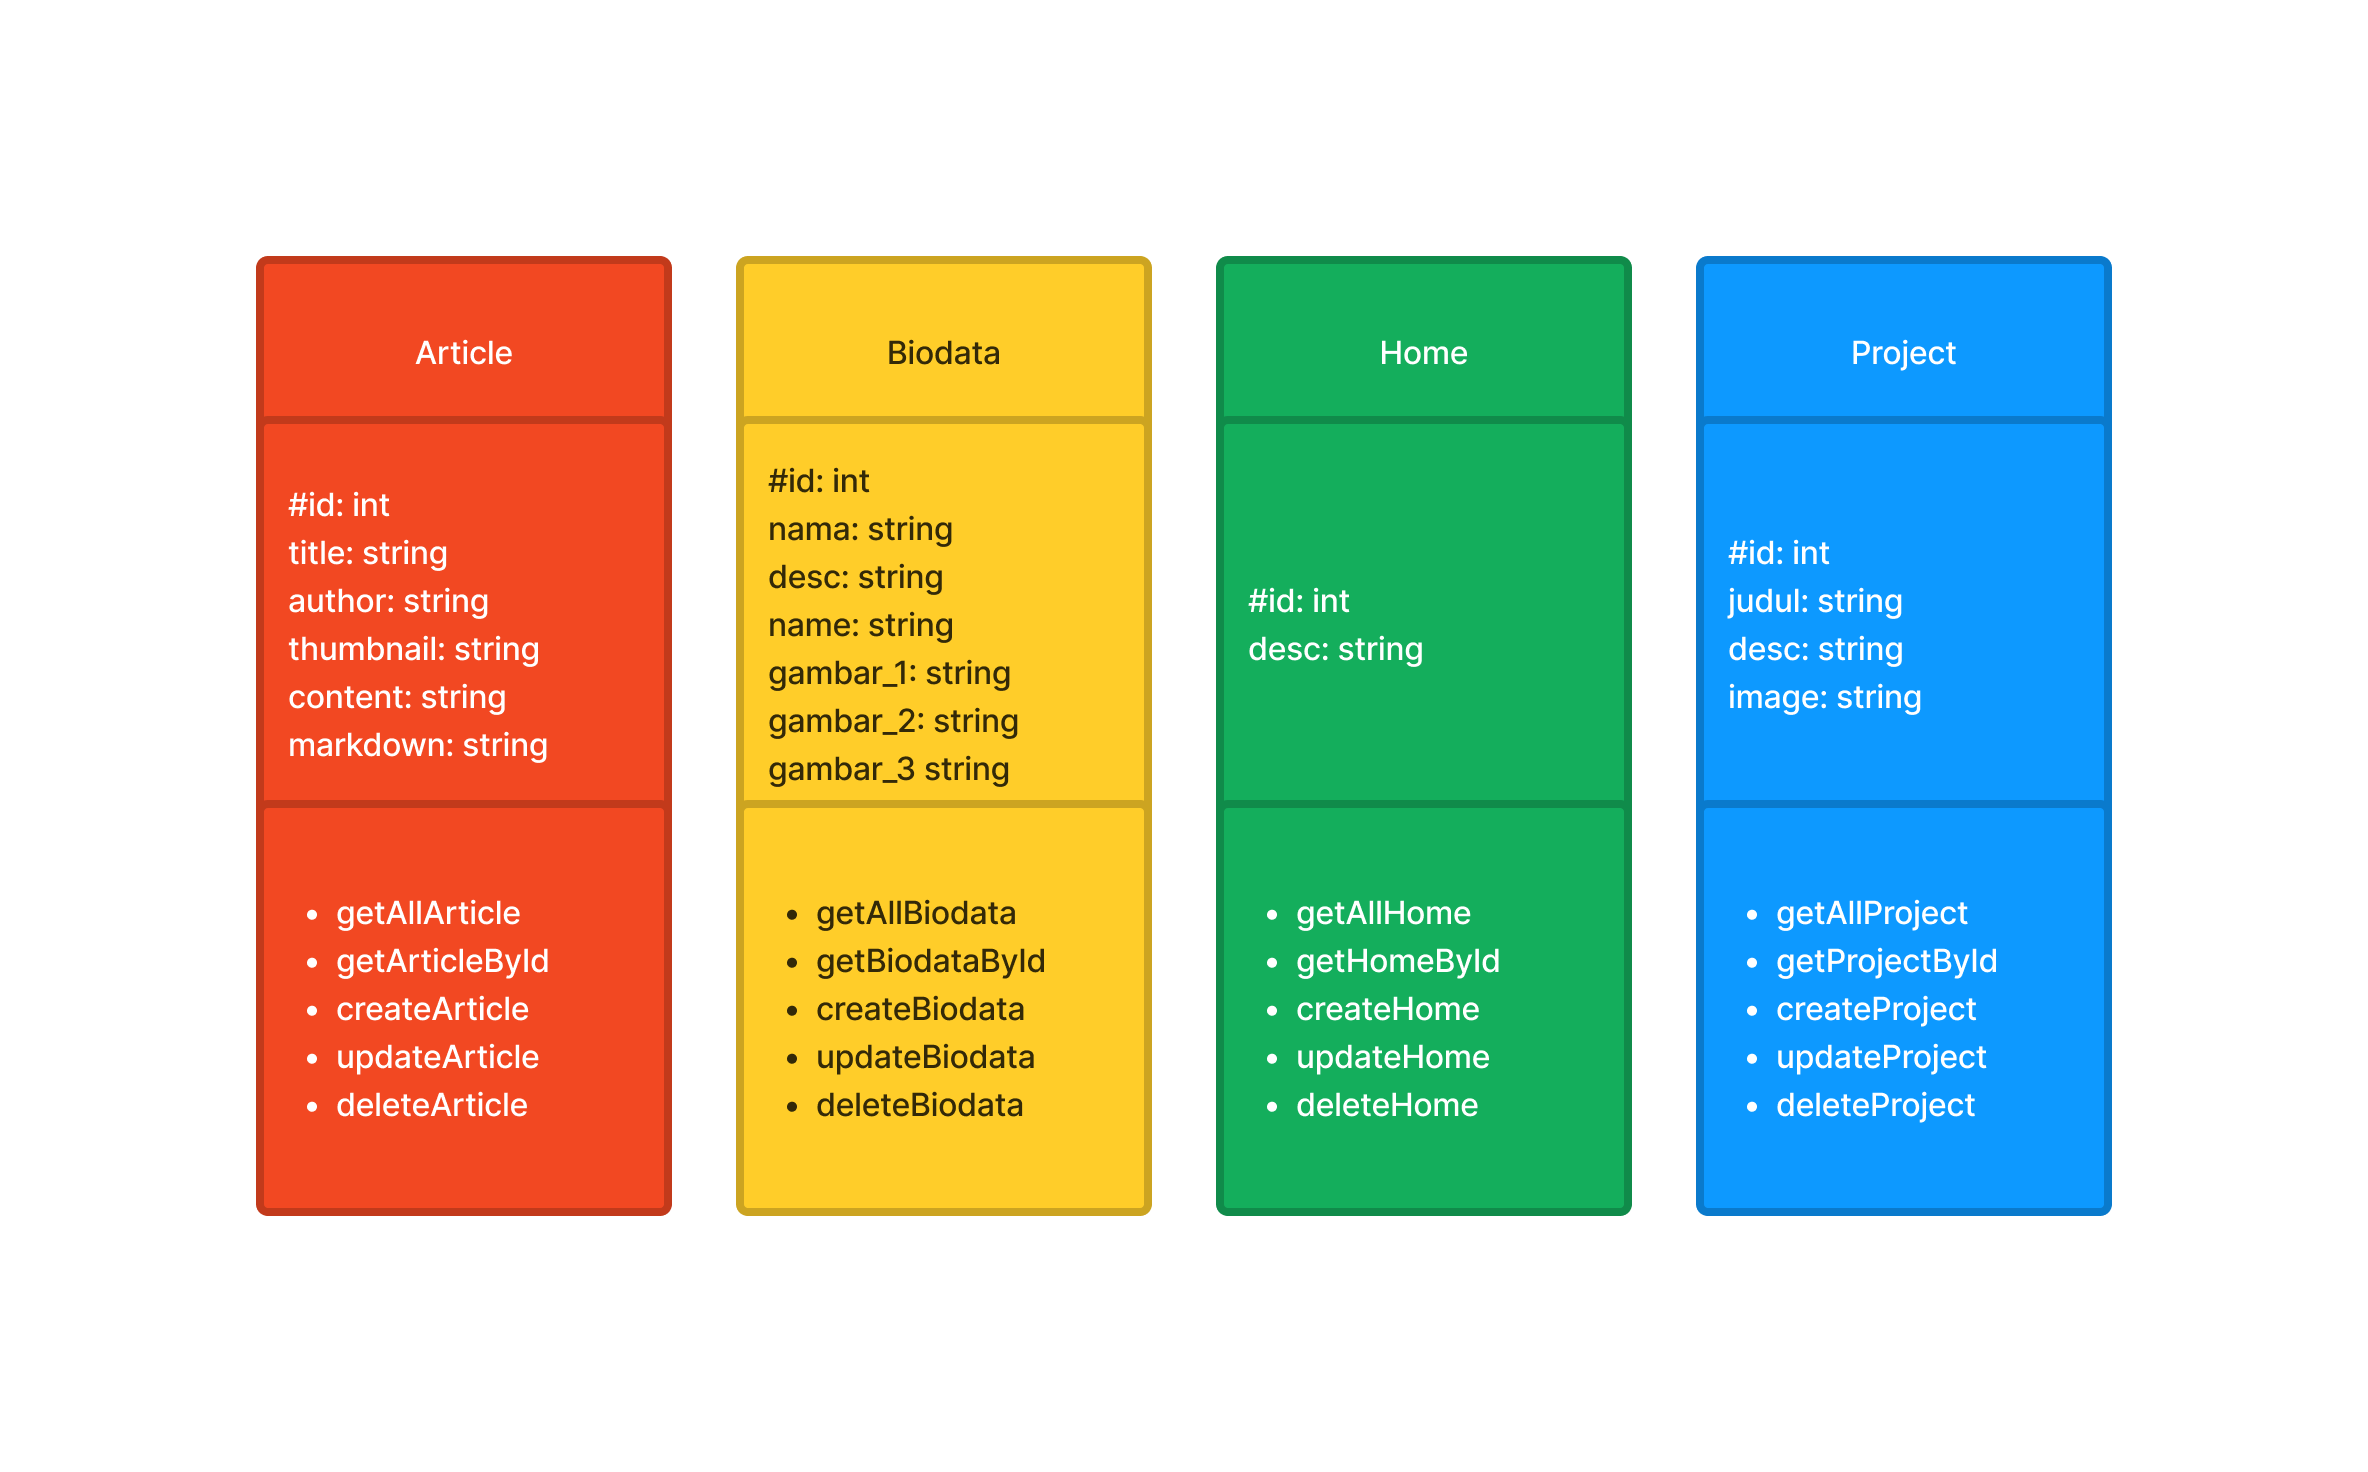 Article
#id: int
title: string
author: string
thumbnail: string
content: string
markdown: string
• getAllArticle
• getArticleById
• createArticle
• updateArticle
• deleteArticle
Biodata
#id: int
nama: string
desc: string
name: string
gambar_1: string
gambar_2: string
gambar_3 string
• getAllBiodata
• getBiodataById
• createBiodata
• updateBiodata
• deleteBiodata
Home
#id: int
desc: string
• getAllHome
• getHomeById
• createHome
• updateHome
• deleteHome
Project
#id: int
judul: string
desc: string
image: string
• getAllProject
• getProjectById
• createProject
• updateProject
• deleteProject